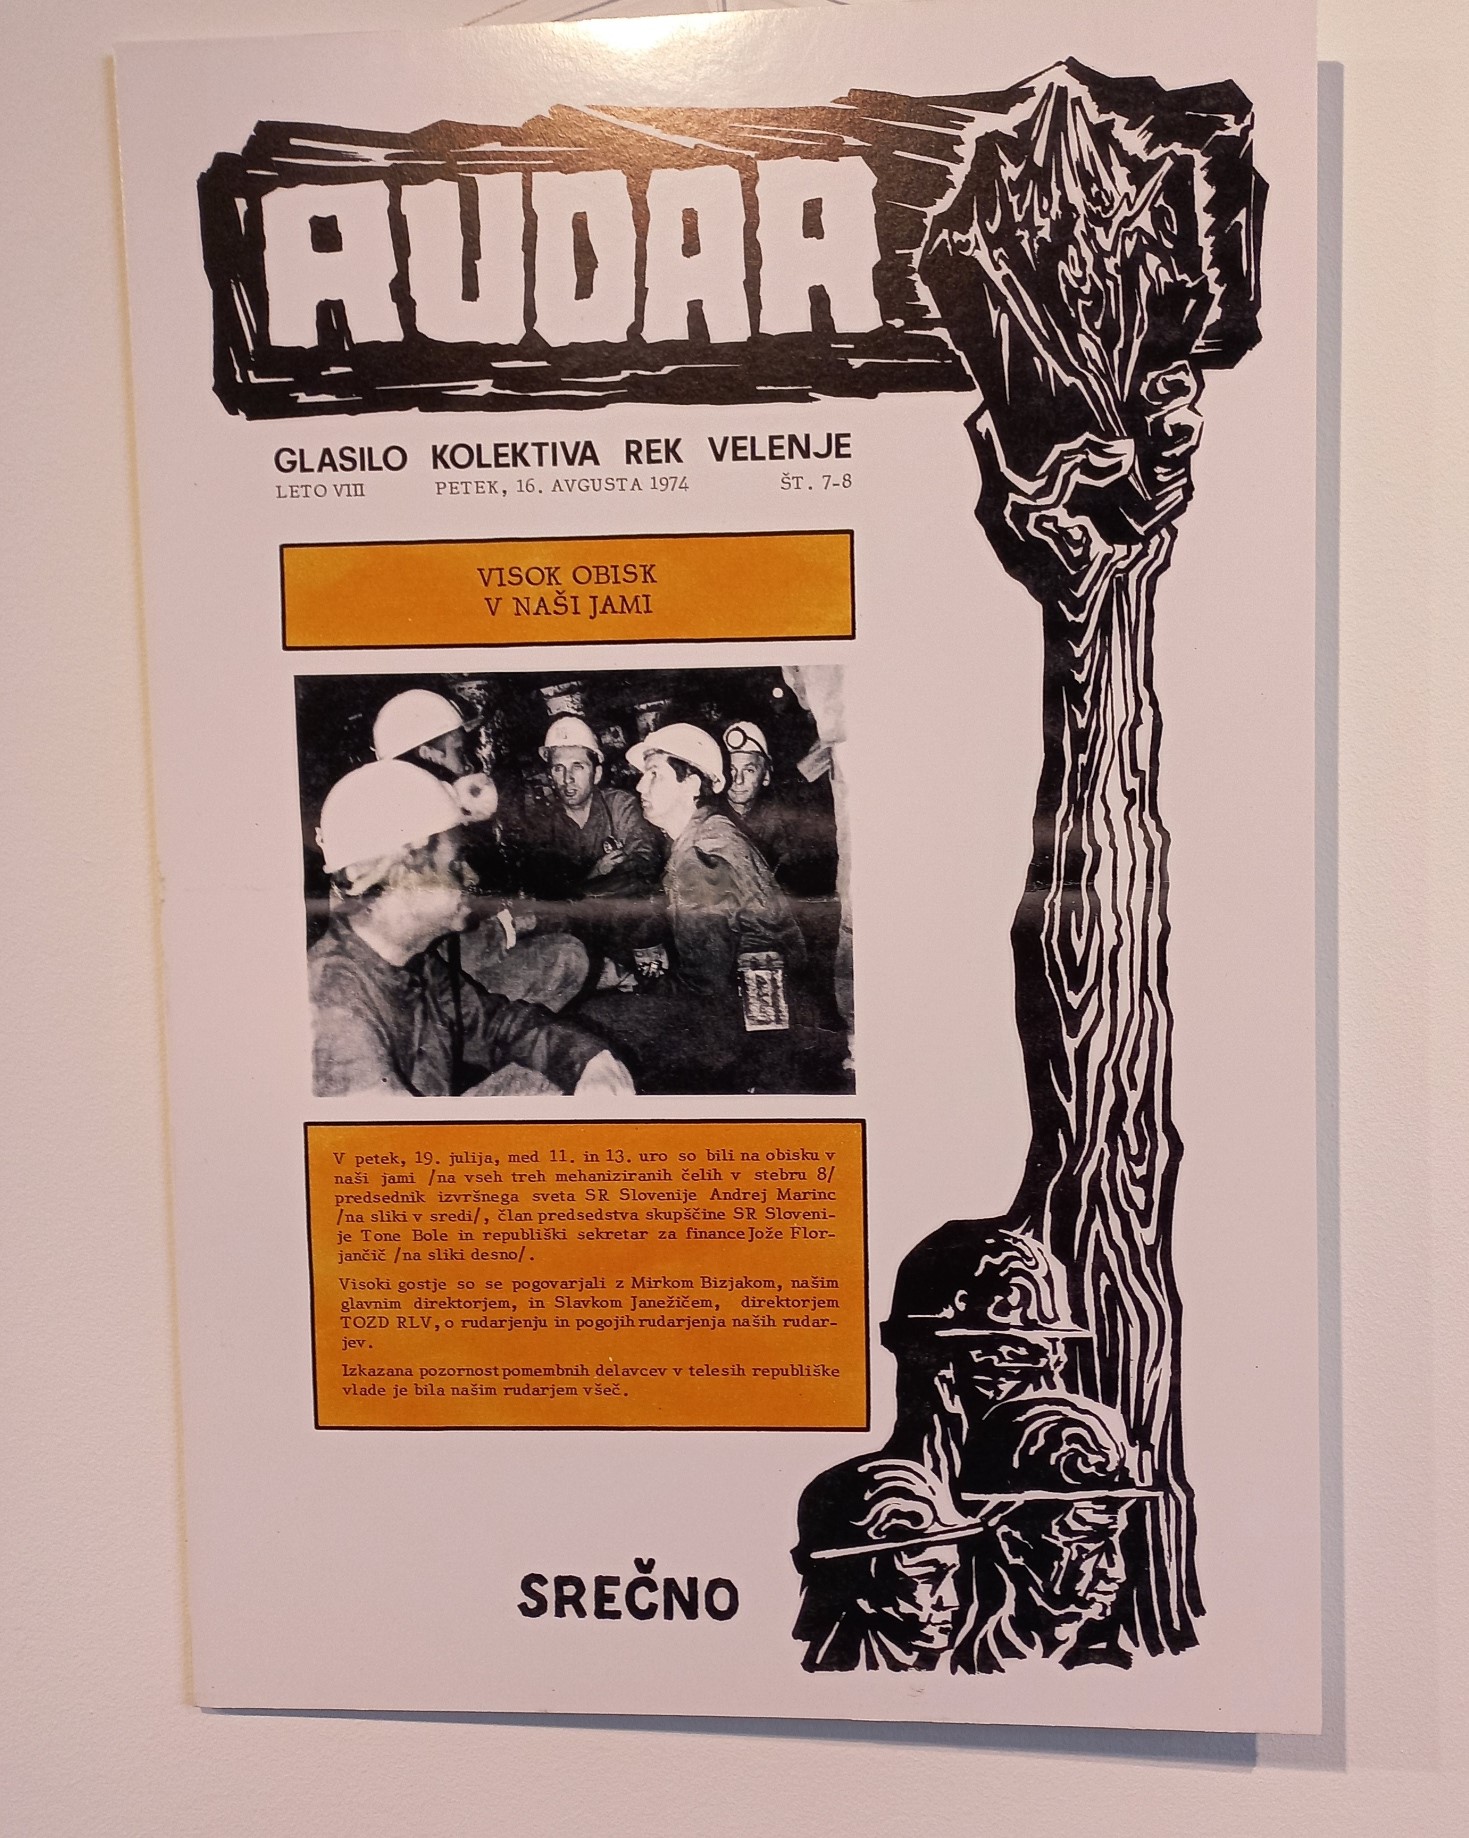 RUDAR
GLASILO KOLEKTIVA REK VELENJE
LETO VIII PETEK, 16. AVGUSTA 1974 ŠT. 7-8
VISOK OBISK
V NAŠI JAMI
V petek, 19. julija, med 11. in 13. uro so bili na obisku v
naši jami /na vseh treh mehaniziranih čelih v stebru 8/
predsednik izvršnega sveta SR Slovenije Andrej Marinc
/na sliki v sredi/, član predsedstva skupščine SR Sloveni-
je Tone Bole in republiški sekretar za finance Jože Flor-
jančič /na sliki desno/.
Visoki gostje so se pogovarjali z Mirkom Bizjakom, našim
glavnim direktorjem, in Slavkom Janežičem, direktorjem
TOZD RLV, o rudarjenju in pogojih rudarjenja naših rudar-
jev.
Izkazana pozornost pomembnih delavcev v telesih republiške
vlade je bila našim rudarjem všeč.
SREČNO